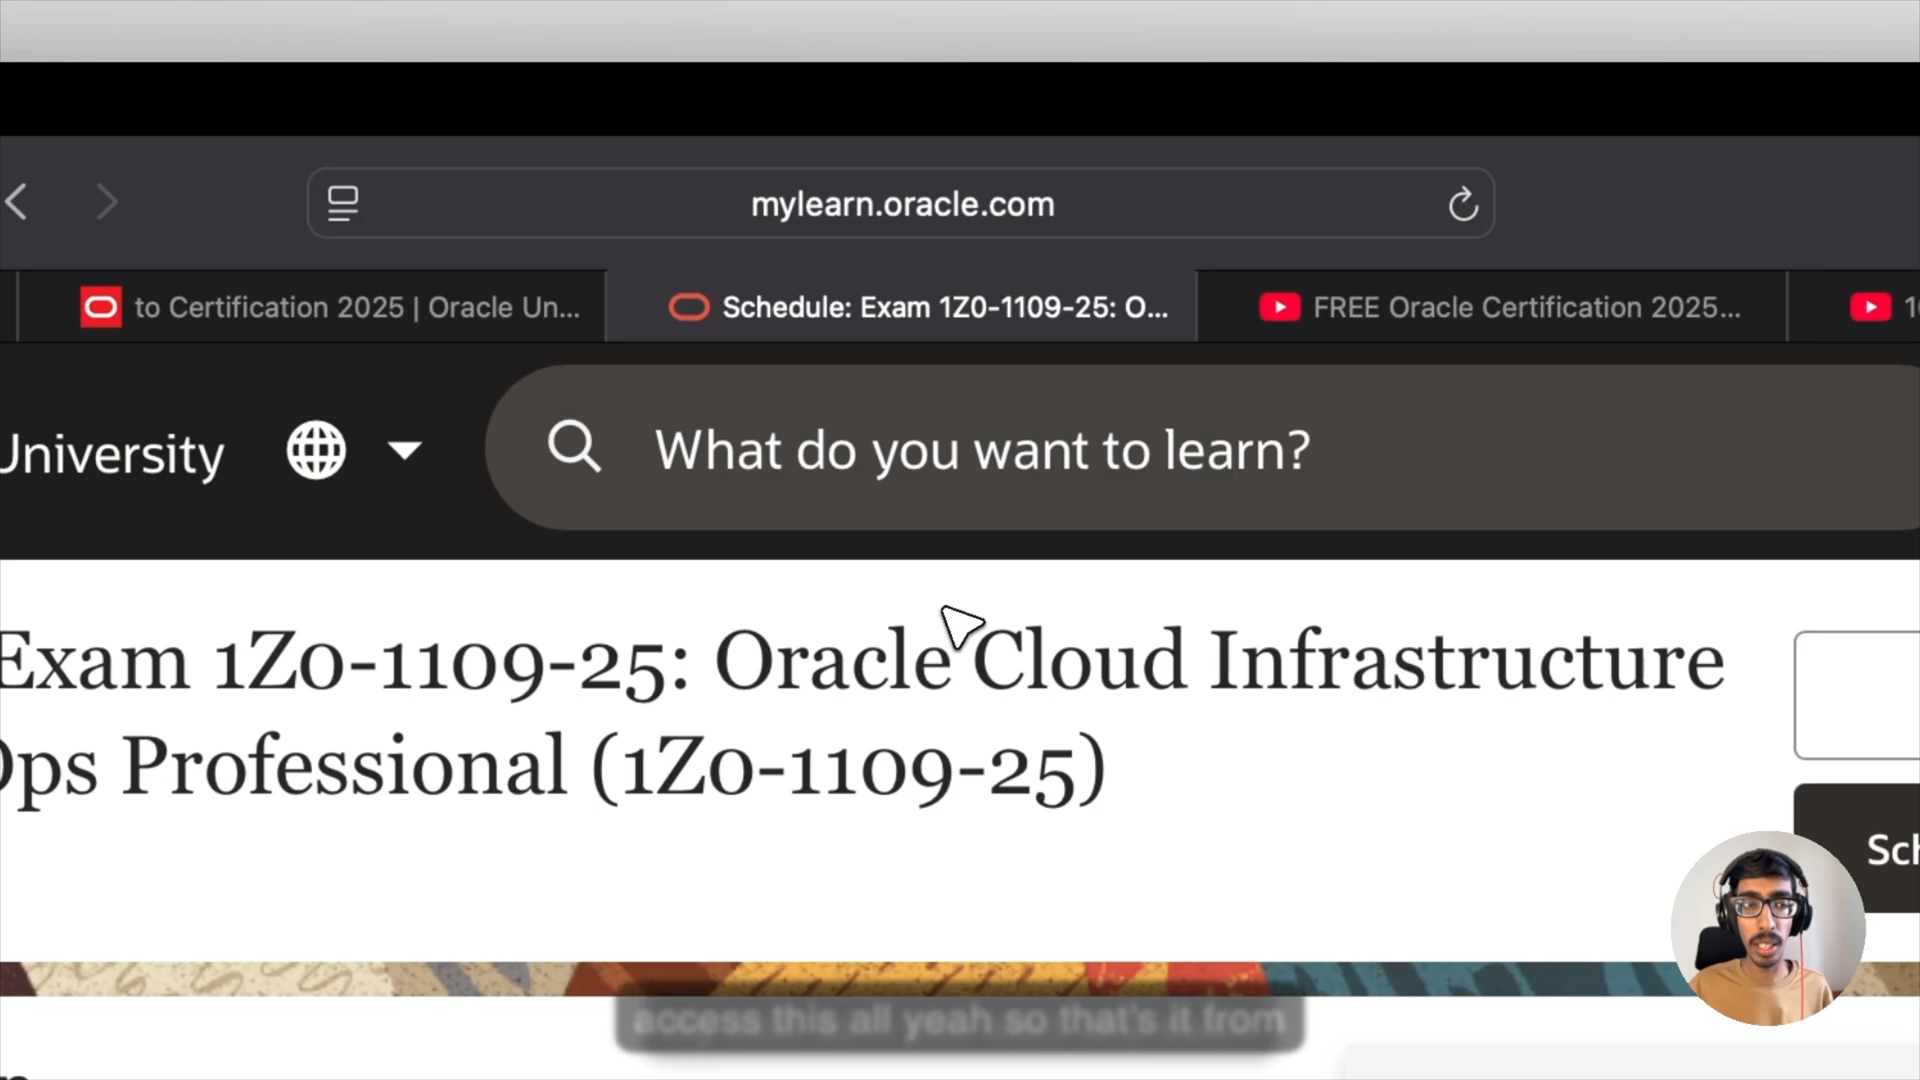 mylearn.oracle.com
to Certification 2025 | Oracle Un...
Schedule: Exam 1Z0-1109-25: O...
FREE Oracle Certification 2025...
University
What do you want to learn?
Exam 1Z0-1109-25: Oracle Cloud Infrastructure
Ops Professional (1Z0-1109-25)
Sch
access this all yeah so that's it from